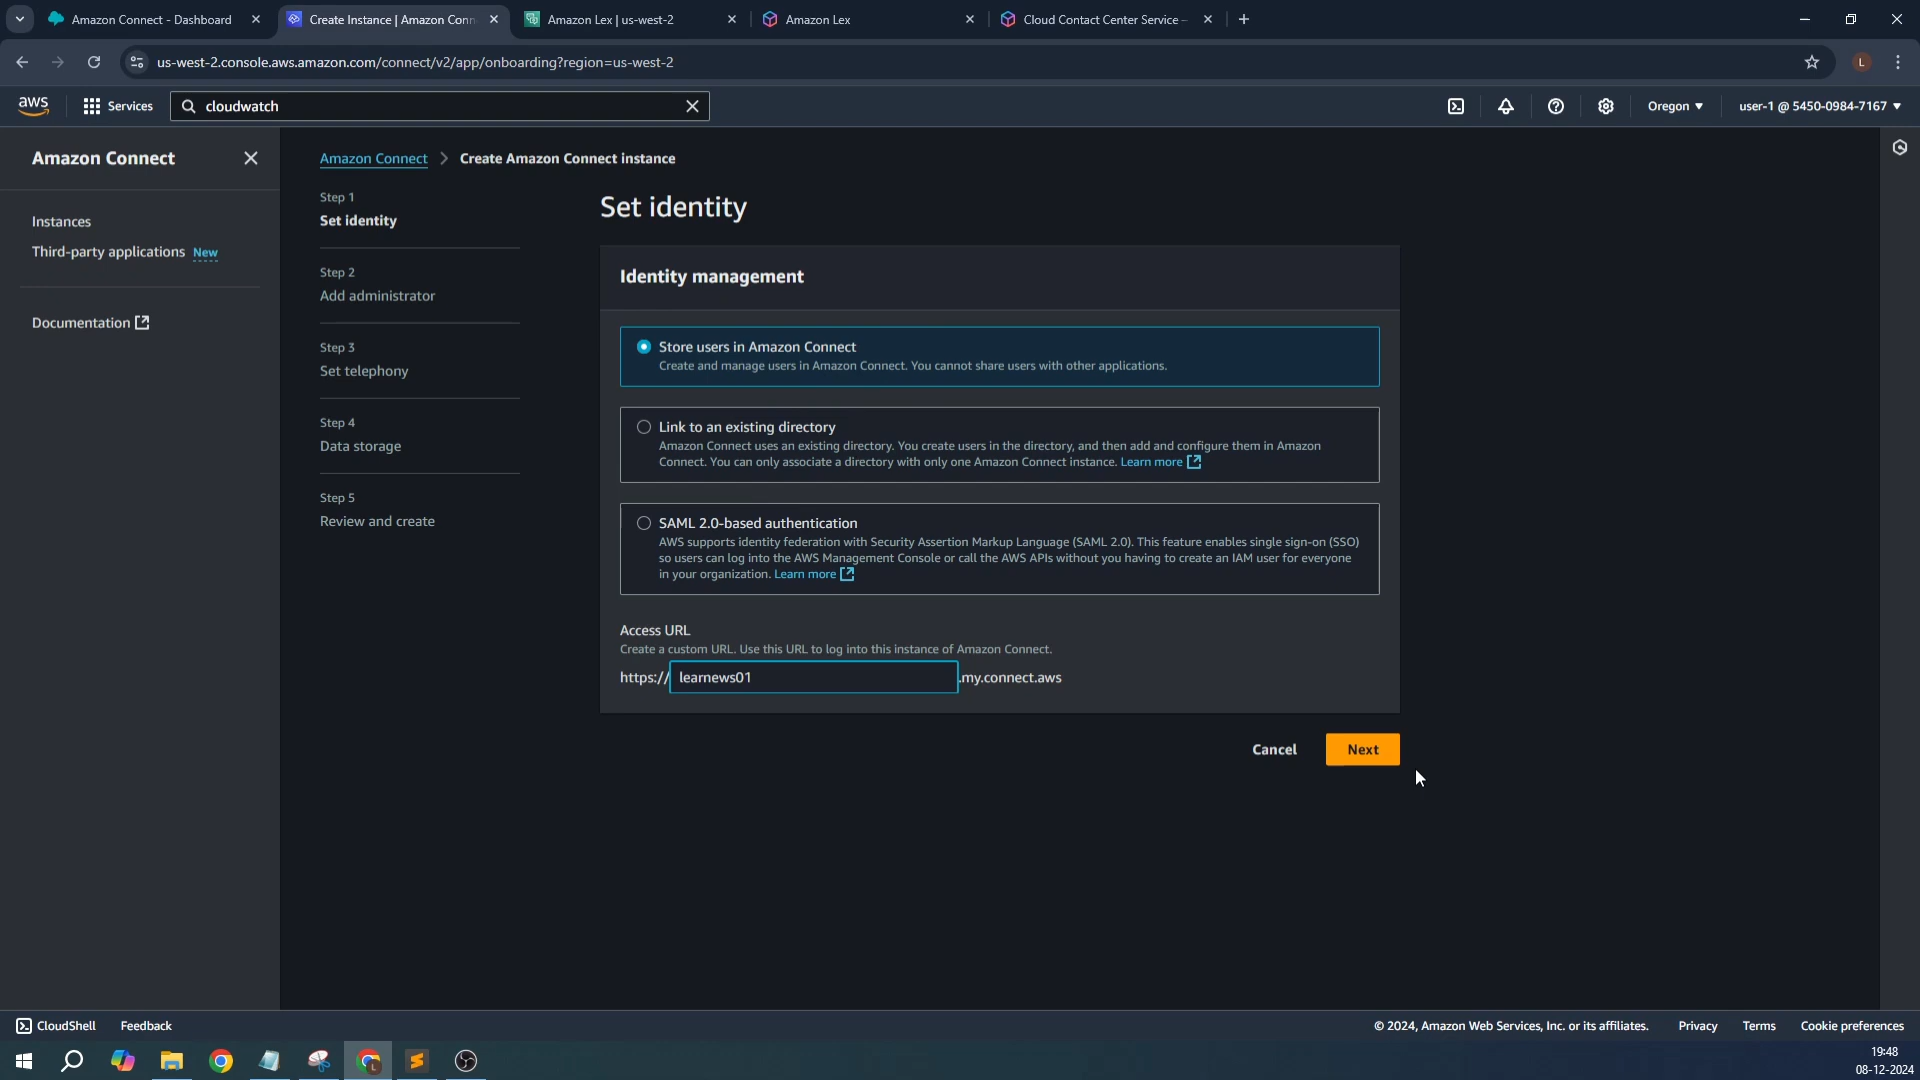 Amazon Connect - Dashboard
Create Instance | Amazon Conn
Amazon Lex | us-west-2
Amazon Lex
Cloud Contact Center Service –
us-west-2.console.aws.amazon.com/connect/v2/app/onboarding?region=us-west-2
L
aws
Services
cloudwatch
Oregon
user-1 @ 5450-0984-7167
Amazon Connect
Instances
Third-party applications New
Documentation
Amazon Connect
Create Amazon Connect instance
Step 1
Set identity
Step 2
Add administrator
Step 3
Set telephony
Step 4
Data storage
Step 5
Review and create
Set identity
Identity management
Store users in Amazon Connect
Create and manage users in Amazon Connect. You cannot share users with other applications.
Link to an existing directory
Amazon Connect uses an existing directory. You create users in the directory, and then add and configure them in Amazon
Connect. You can only associate a directory with only one Amazon Connect instance. Learn more
SAML 2.0-based authentication
AWS supports identity federation with Security Assertion Markup Language (SAML 2.0). This feature enables single sign-on (SSO)
so users can log into the AWS Management Console or call the AWS APIs without you having to create an IAM user for everyone
in your organization. Learn more
Access URL
Create a custom URL. Use this URL to log into this instance of Amazon Connect.
https:// learnews01 .my.connect.aws
Cancel
Next
CloudShell
Feedback
© 2024, Amazon Web Services, Inc. or its affiliates.
Privacy
Terms
Cookie preferences
19:48
08-12-2024